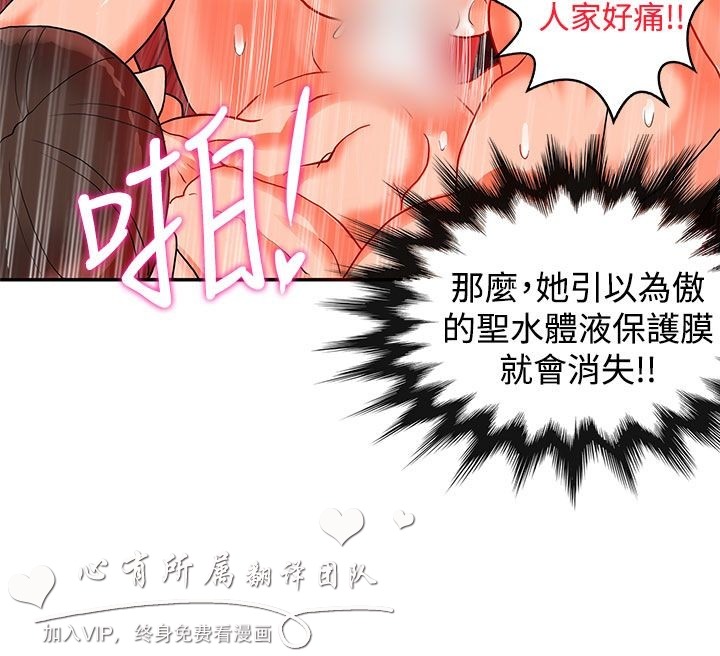 人家好痛!!
啪!
那麼，她引以為傲
的聖水體液保護膜
就會消失!!
心有所属翻译团队
加入VIP，终身免费看漫画